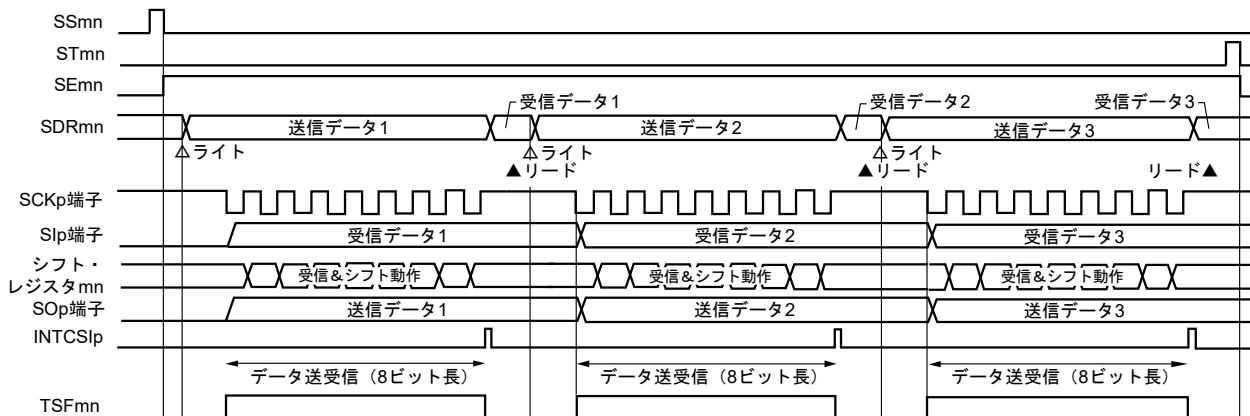 SSmn
STmn
SEmn
受信データ1 受信データ2 受信データ3
SDRmn 送信データ1 送信データ2 送信データ3
△ライト △ライト △ライト
▲リード ▲リード リード▲
SCKp端子
SIp端子 受信データ1 受信データ2 受信データ3
シフト・
レジスタmn 受信&シフト動作 受信&シフト動作 受信&シフト動作
SOp端子 送信データ1 送信データ2 送信データ3
INTCSIp
データ送受信（8ビット長） データ送受信（8ビット長） データ送受信（8ビット長）
TSFmn